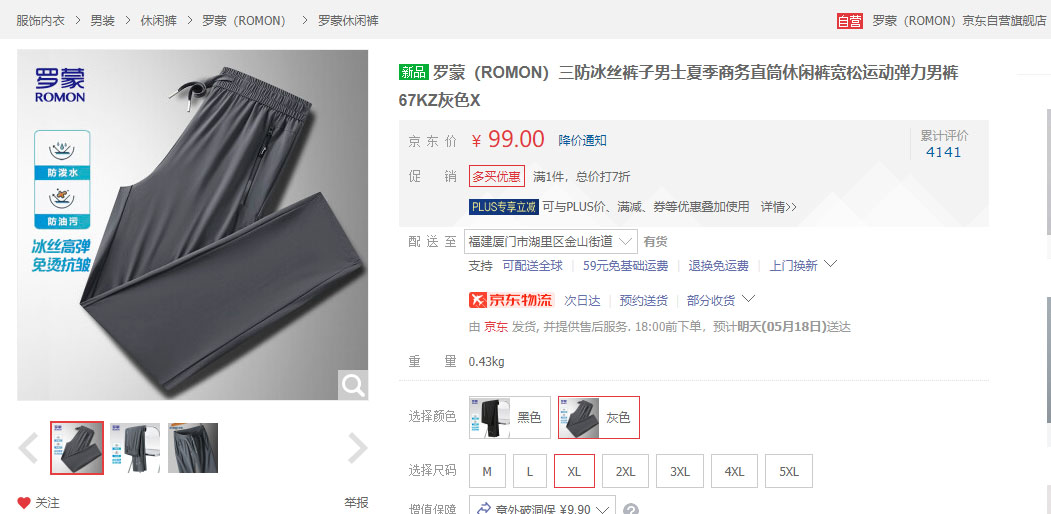 服饰内衣 > 男装 > 休闲裤 > 罗蒙（ROMON） > 罗蒙休闲裤
自营 罗蒙（ROMON）京东自营旗舰店
罗蒙
ROMON
防泼水
防油污
冰丝高弹
免烫抗皱
关注
举报
新品 罗蒙（ROMON）三防冰丝裤子男士夏季商务直筒休闲裤宽松运动弹力男裤
67KZ灰色X
京东价 ￥99.00 降价通知
累计评价
4141
促销 多买优惠 满1件，总价打7折
PLUS专享立减 可与PLUS价、满减、券等优惠叠加使用 详情>>
配送至 福建厦门市湖里区金山街道 有货
支持 可配送全球 59元免基础运费 退换免运费 上门换新
京东物流 次日达 预约送货 部分收货
由 京东 发货, 并提供售后服务. 18:00前下单，预计明天(05月18日)送达
重量 0.43kg
选择颜色 黑色 灰色
选择尺码 M L XL 2XL 3XL 4XL 5XL
增值保障 意外破洞保 ¥9.90